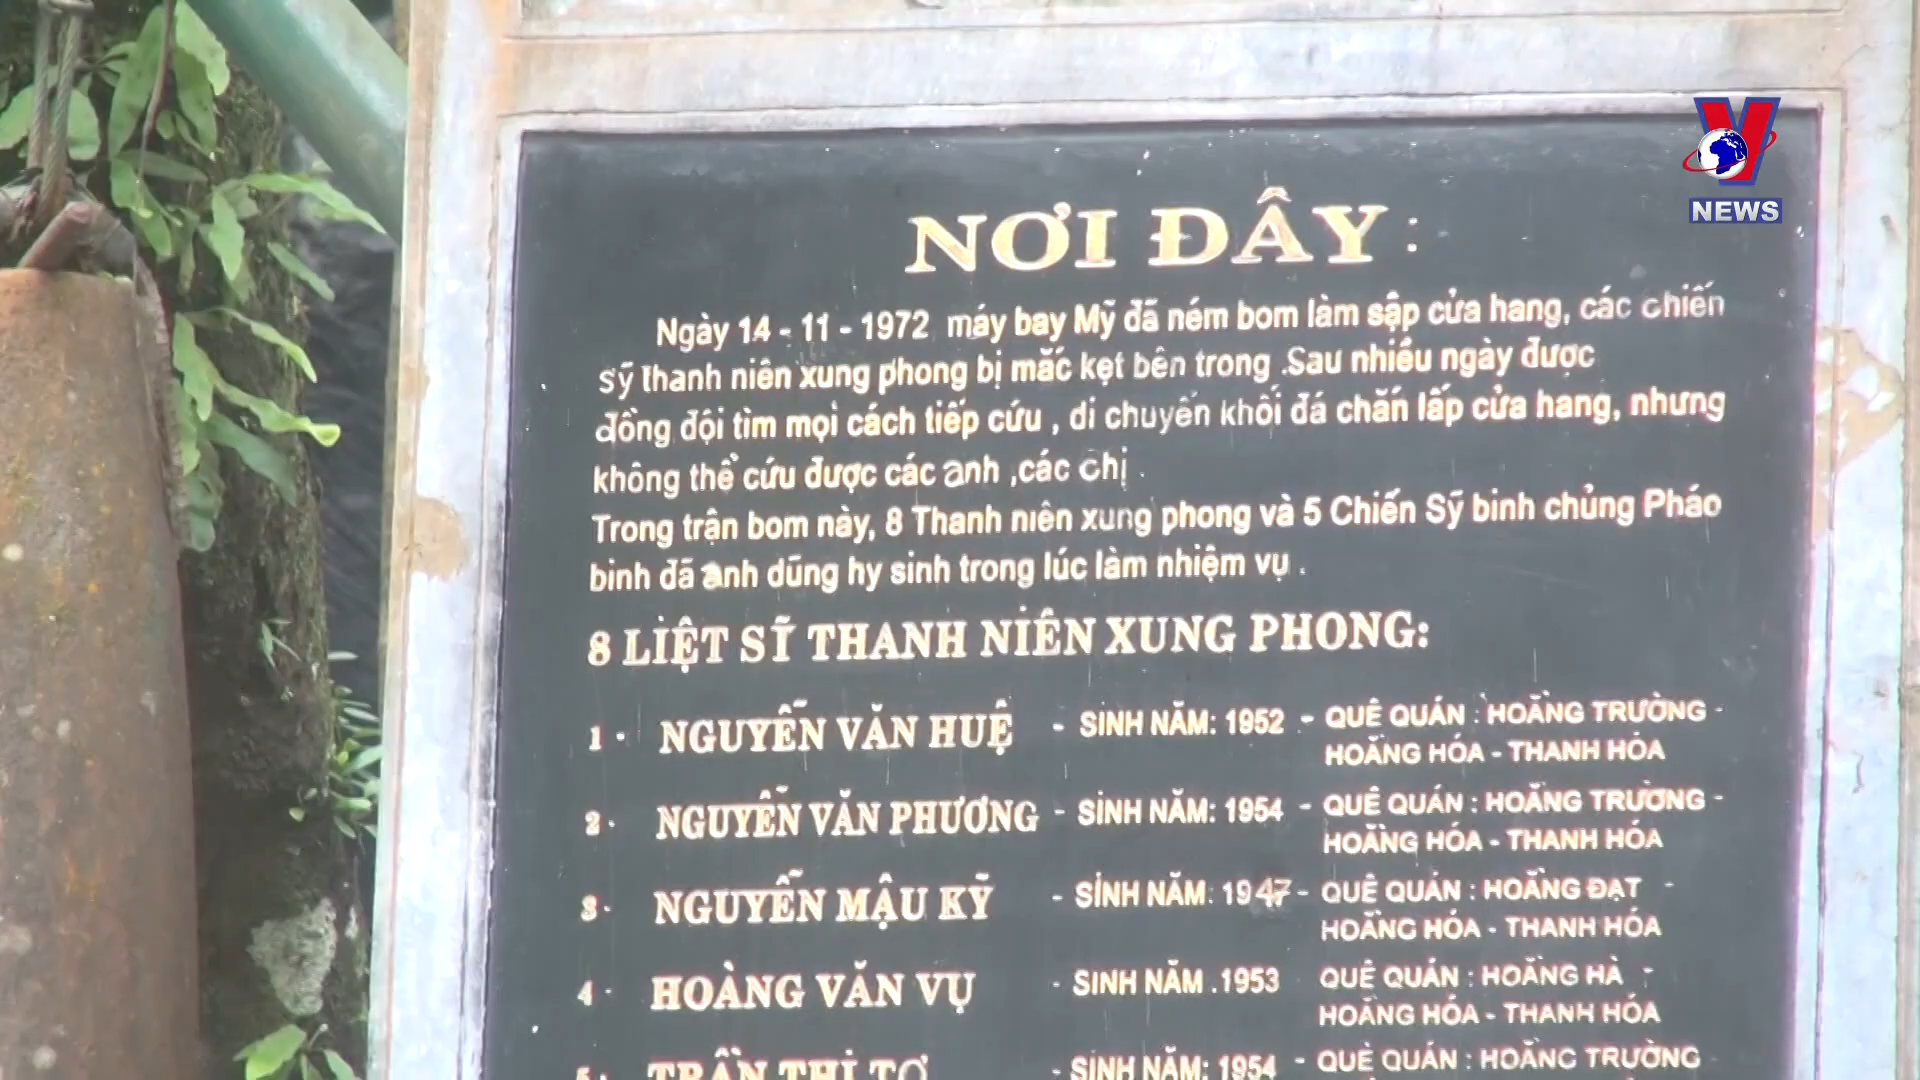 NEWS
NƠI ĐÂY :
Ngày 14 - 11 - 1972 máy bay Mỹ đã ném bom làm sập cửa hang, các chiến
sỹ thanh niên xung phong bị mắc kẹt bên trong .Sau nhiều ngày được
đồng đội tìm mọi cách tiếp cứu , di chuyển khối đá chắn lấp cửa hang, nhưng
không thể cứu được các anh ,các chị .
Trong trận bom này, 8 Thanh niên xung phong và 5 Chiến Sỹ binh chủng Pháo
binh đã anh dũng hy sinh trong lúc làm nhiệm vụ .
8 LIỆT SĨ THANH NIÊN XUNG PHONG:
1 - NGUYỄN VĂN HUỆ - SINH NĂM: 1952 - QUÊ QUÁN : HOẰNG TRƯỜNG -
HOẰNG HÓA - THANH HÓA
2 - NGUYỄN VĂN PHƯƠNG - SINH NĂM: 1954 - QUÊ QUÁN : HOẰNG TRƯỜNG -
HOẰNG HÓA - THANH HÓA
3 - NGUYỄN MẬU KỸ - SINH NĂM: 1947 - QUÊ QUÁN : HOẰNG ĐẠT -
HOẰNG HÓA - THANH HÓA
4 - HOÀNG VĂN VỤ - SINH NĂM .1953 QUÊ QUÁN : HOẰNG HÀ -
HOẰNG HÓA - THANH HÓA
5 - TRẦN THỊ TƠ - SINH NĂM: 1954 - QUÊ QUÁN : HOẰNG TRƯỜNG